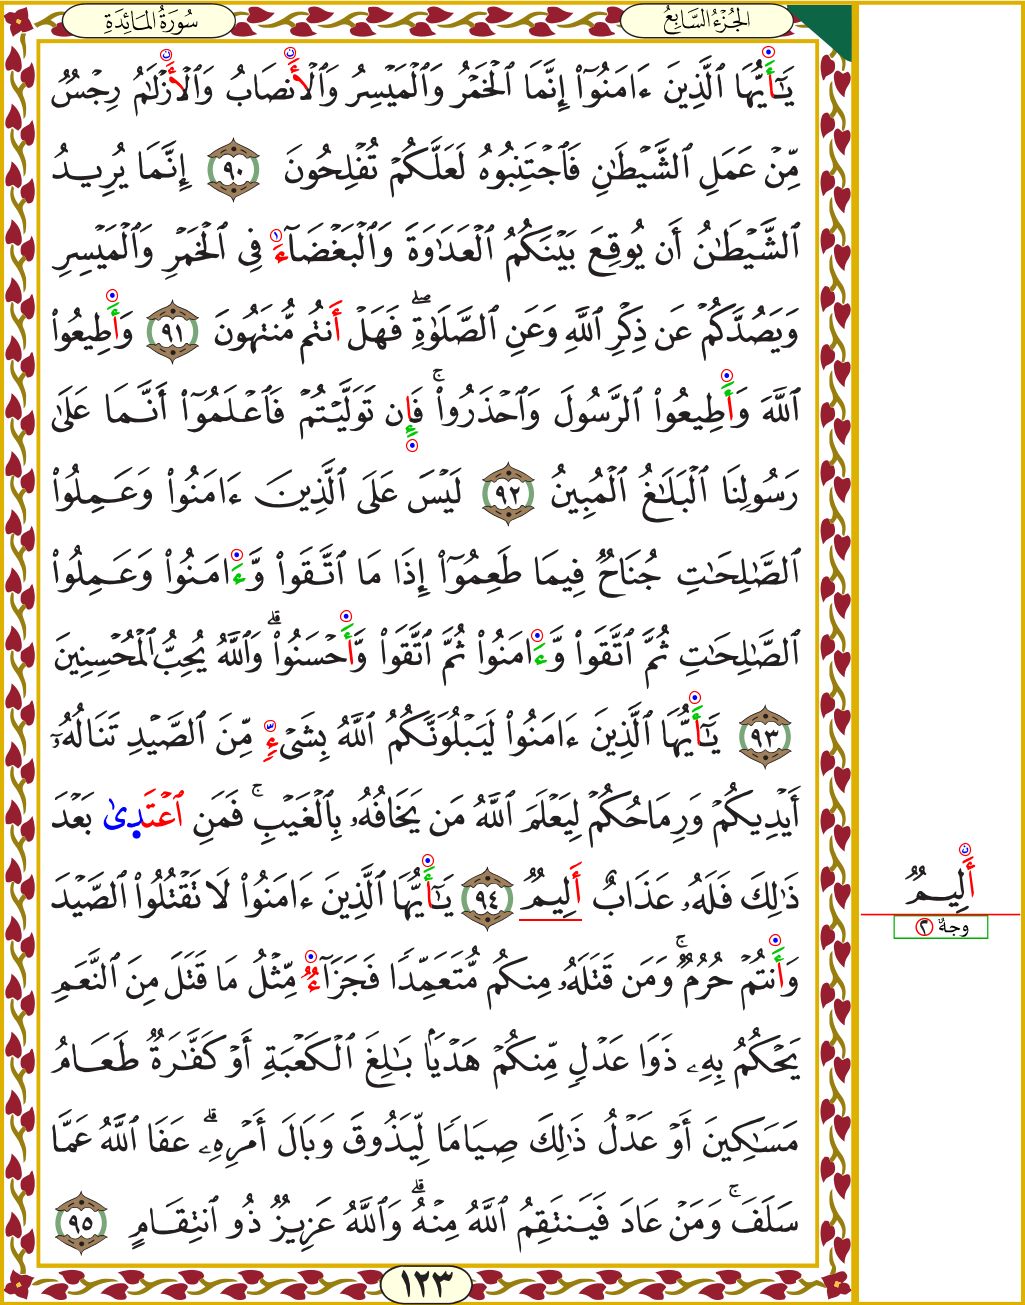 الجُزْءُ السَّابِعُ
سُورَةُ المَائِدَةِ
يَٰٓأَيُّهَا ٱلَّذِينَ ءَامَنُوٓا۟ إِنَّمَا ٱلْخَمْرُ وَٱلْمَيْسِرُ وَٱلْأَنصَابُ وَٱلْأَزْلَٰمُ رِجْسٌ
مِّنْ عَمَلِ ٱلشَّيْطَٰنِ فَٱجْتَنِبُوهُ لَعَلَّكُمْ تُفْلِحُونَ ٩٠ إِنَّمَا يُرِيدُ
ٱلشَّيْطَٰنُ أَن يُوقِعَ بَيْنَكُمُ ٱلْعَدَٰوَةَ وَٱلْبَغْضَآءَ فِى ٱلْخَمْرِ وَٱلْمَيْسِرِ
وَيَصُدَّكُمْ عَن ذِكْرِ ٱللَّهِ وَعَنِ ٱلصَّلَوٰةِ ۖ فَهَلْ أَنتُم مُّنتَهُونَ ٩١ وَأَطِيعُوا۟
ٱللَّهَ وَأَطِيعُوا۟ ٱلرَّسُولَ وَٱحْذَرُوا۟ ۚ فَإِن تَوَلَّيْتُمْ فَٱعْلَمُوٓا۟ أَنَّمَا عَلَىٰ
رَسُولِنَا ٱلْبَلَٰغُ ٱلْمُبِينُ ٩٢ لَيْسَ عَلَى ٱلَّذِينَ ءَامَنُوا۟ وَعَمِلُوا۟
ٱلصَّٰلِحَٰتِ جُنَاحٌ فِيمَا طَعِمُوٓا۟ إِذَا مَا ٱتَّقَوا۟ وَّءَامَنُوا۟ وَعَمِلُوا۟
ٱلصَّٰلِحَٰتِ ثُمَّ ٱتَّقَوا۟ وَّءَامَنُوا۟ ثُمَّ ٱتَّقَوا۟ وَّأَحْسَنُوا۟ ۗ وَٱللَّهُ يُحِبُّ ٱلْمُحْسِنِينَ
٩٣ يَٰٓأَيُّهَا ٱلَّذِينَ ءَامَنُوا۟ لَيَبْلُوَنَّكُمُ ٱللَّهُ بِشَىْءٍ مِّنَ ٱلصَّيْدِ تَنَالُهُۥٓ
أَيْدِيكُمْ وَرِمَاحُكُمْ لِيَعْلَمَ ٱللَّهُ مَن يَخَافُهُۥ بِٱلْغَيْبِ ۚ فَمَنِ ٱعْتَدَىٰ بَعْدَ
ذَٰلِكَ فَلَهُۥ عَذَابٌ أَلِيمٌ ٩٤ يَٰٓأَيُّهَا ٱلَّذِينَ ءَامَنُوا۟ لَا تَقْتُلُوا۟ ٱلصَّيْدَ
وَأَنتُمْ حُرُمٌ ۚ وَمَن قَتَلَهُۥ مِنكُم مُّتَعَمِّدًا فَجَزَآءٌ مِّثْلُ مَا قَتَلَ مِنَ ٱلنَّعَمِ
يَحْكُمُ بِهِۦ ذَوَا عَدْلٍ مِّنكُمْ هَدْيًۢا بَٰلِغَ ٱلْكَعْبَةِ أَوْ كَفَّٰرَةٌ طَعَامُ
مَسَٰكِينَ أَوْ عَدْلُ ذَٰلِكَ صِيَامًا لِّيَذُوقَ وَبَالَ أَمْرِهِۦ ۗ عَفَا ٱللَّهُ عَمَّا
سَلَفَ ۚ وَمَنْ عَادَ فَيَنتَقِمُ ٱللَّهُ مِنْهُ ۗ وَٱللَّهُ عَزِيزٌ ذُو ٱنتِقَامٍ ٩٥
١٢٣
أَلِيمٌ
وجهٌ ٢